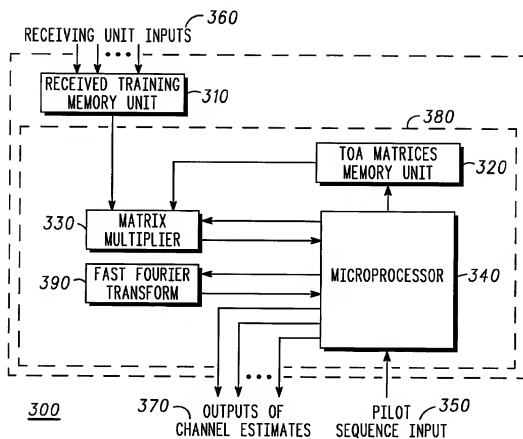 RECEIVING UNIT INPUTS 360
RECEIVED TRAINING
MEMORY UNIT
310
380
TOA MATRICES
MEMORY UNIT
320
330
MATRIX
MULTIPLIER
390
FAST FOURIER
TRANSFORM
MICROPROCESSOR
340
300
370
OUTPUTS OF
CHANNEL ESTIMATES
PILOT
SEQUENCE INPUT
350